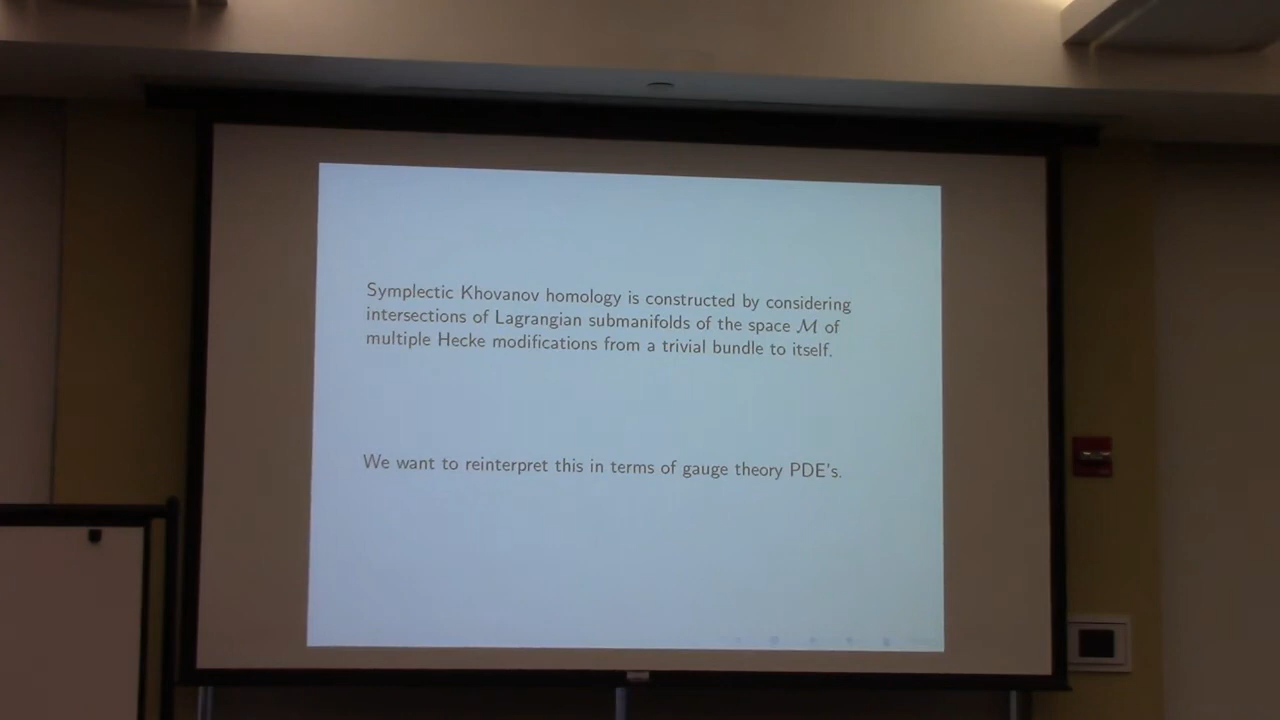 Symplectic Khovanov homology is constructed by considering
intersections of Lagrangian submanifolds of the space ℳ of
multiple Hecke modifications from a trivial bundle to itself.
We want to reinterpret this in terms of gauge theory PDE's.